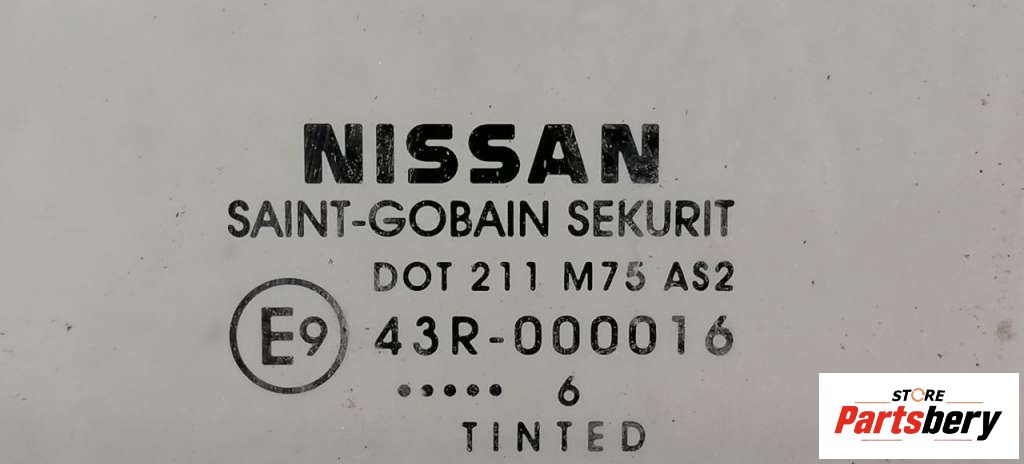 NISSAN
SAINT-GOBAIN SEKURIT
DOT 211 M75 AS2
E9 43R-000016
••••• 6
TINTED
STORE
Partsbery